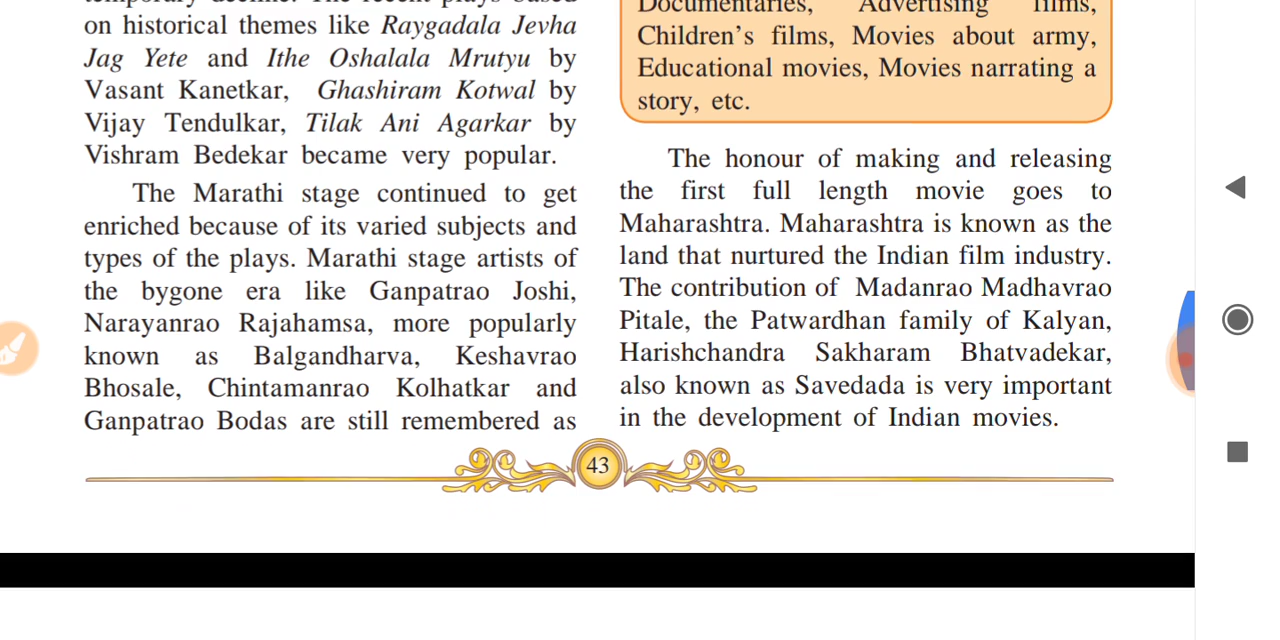 temporary decline. The recent plays based
on historical themes like Raygadala Jevha
Jag Yete and Ithe Oshalala Mrutyu by
Vasant Kanetkar, Ghashiram Kotwal by
Vijay Tendulkar, Tilak Ani Agarkar by
Vishram Bedekar became very popular.
The Marathi stage continued to get
enriched because of its varied subjects and
types of the plays. Marathi stage artists of
the bygone era like Ganpatrao Joshi,
Narayanrao Rajahamsa, more popularly
known as Balgandharva, Keshavrao
Bhosale, Chintamanrao Kolhatkar and
Ganpatrao Bodas are still remembered as
Documentaries, Advertising films,
Children's films, Movies about army,
Educational movies, Movies narrating a
story, etc.
The honour of making and releasing
the first full length movie goes to
Maharashtra. Maharashtra is known as the
land that nurtured the Indian film industry.
The contribution of Madanrao Madhavrao
Pitale, the Patwardhan family of Kalyan,
Harishchandra Sakharam Bhatvadekar,
also known as Savedada is very important
in the development of Indian movies.
43